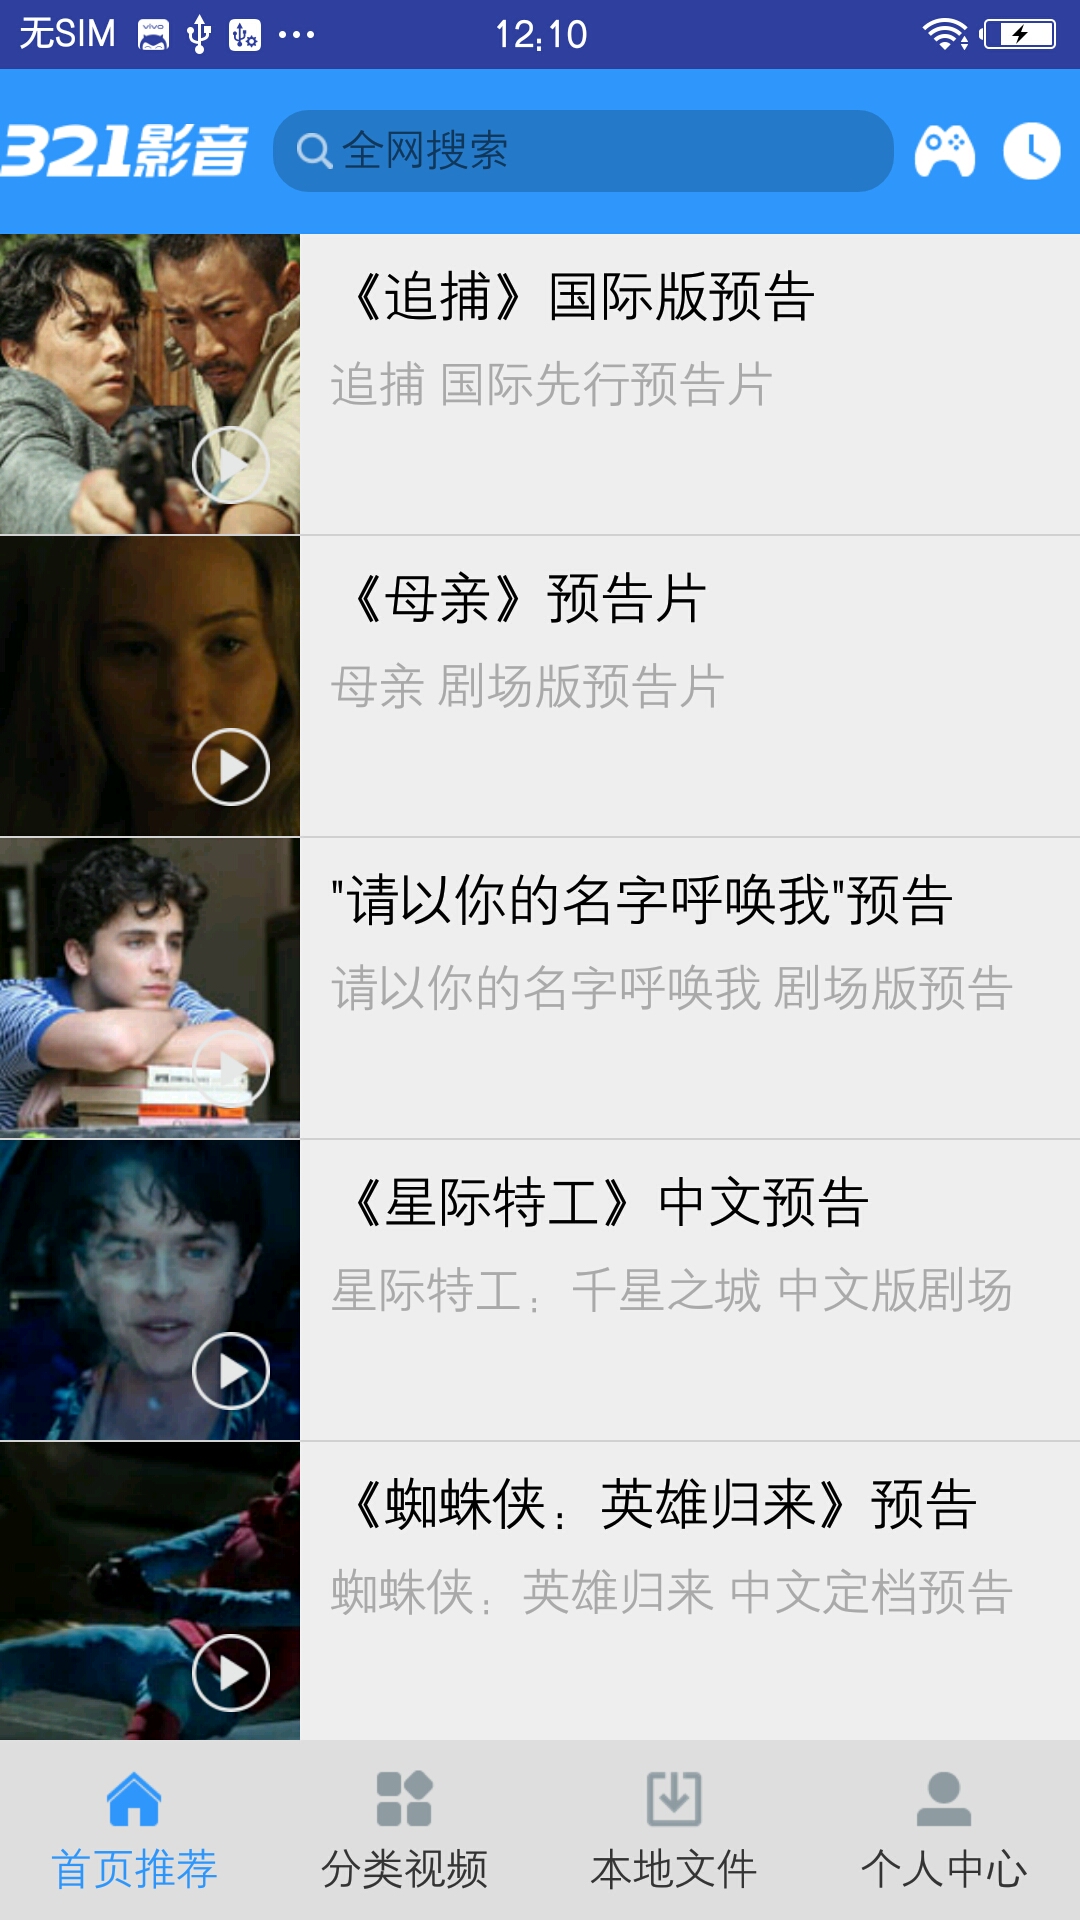 无SIM
12:10
321影音
全网搜索
《追捕》国际版预告
追捕 国际先行预告片
《母亲》预告片
母亲 剧场版预告片
"请以你的名字呼唤我"预告
请以你的名字呼唤我 剧场版预告
《星际特工》中文预告
星际特工：千星之城 中文版剧场
《蜘蛛侠：英雄归来》预告
蜘蛛侠：英雄归来 中文定档预告
首页推荐
分类视频
本地文件
个人中心